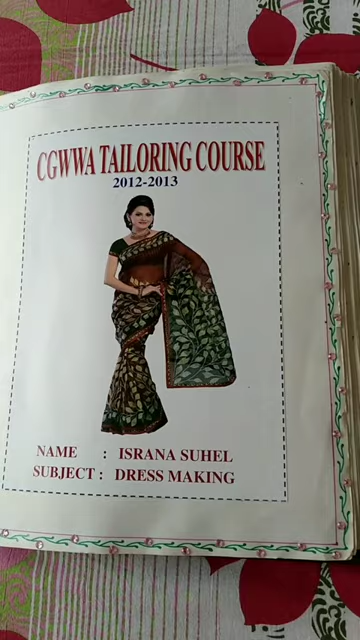 CGWWA TAILORING COURSE
2012-2013
NAME : ISRANA SUHEL
SUBJECT : DRESS MAKING